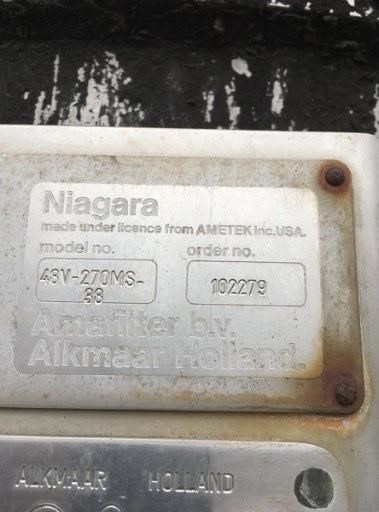 Niagara
made under licence from AMETEK Inc. USA.
model no. order no.
48V-270MS-
38
102279
Amafilter b.v.
Alkmaar Holland.
ALKMAAR HOLLAND